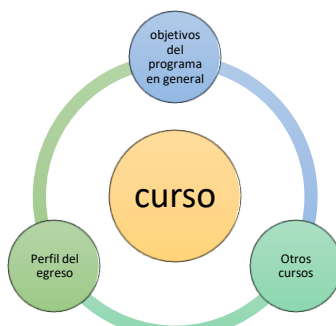 objetivos
del
programa
en general
curso
Perfil del
egreso
Otros
cursos